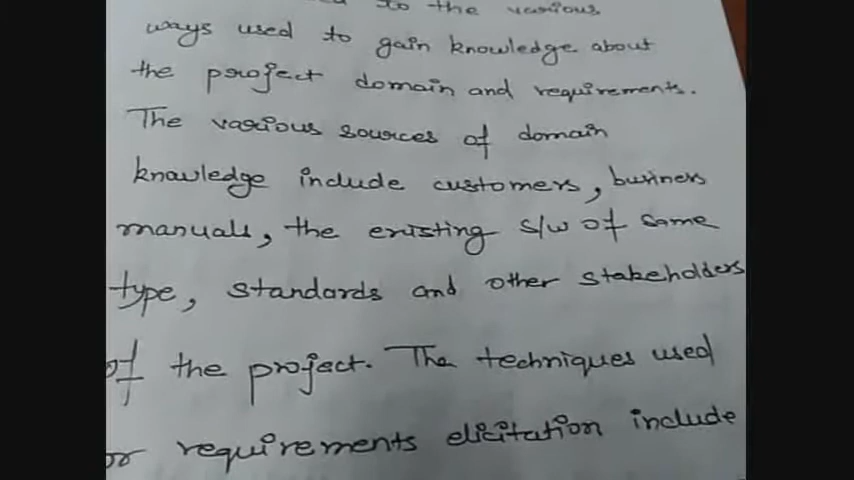 to the various
ways used to gain knowledge about
the project domain and requirements.
The various sources of domain
knowledge include customers, business
manuals, the existing s/w of same
type, standards and other stakeholders
of the project. The techniques used
or requirements elicitation include